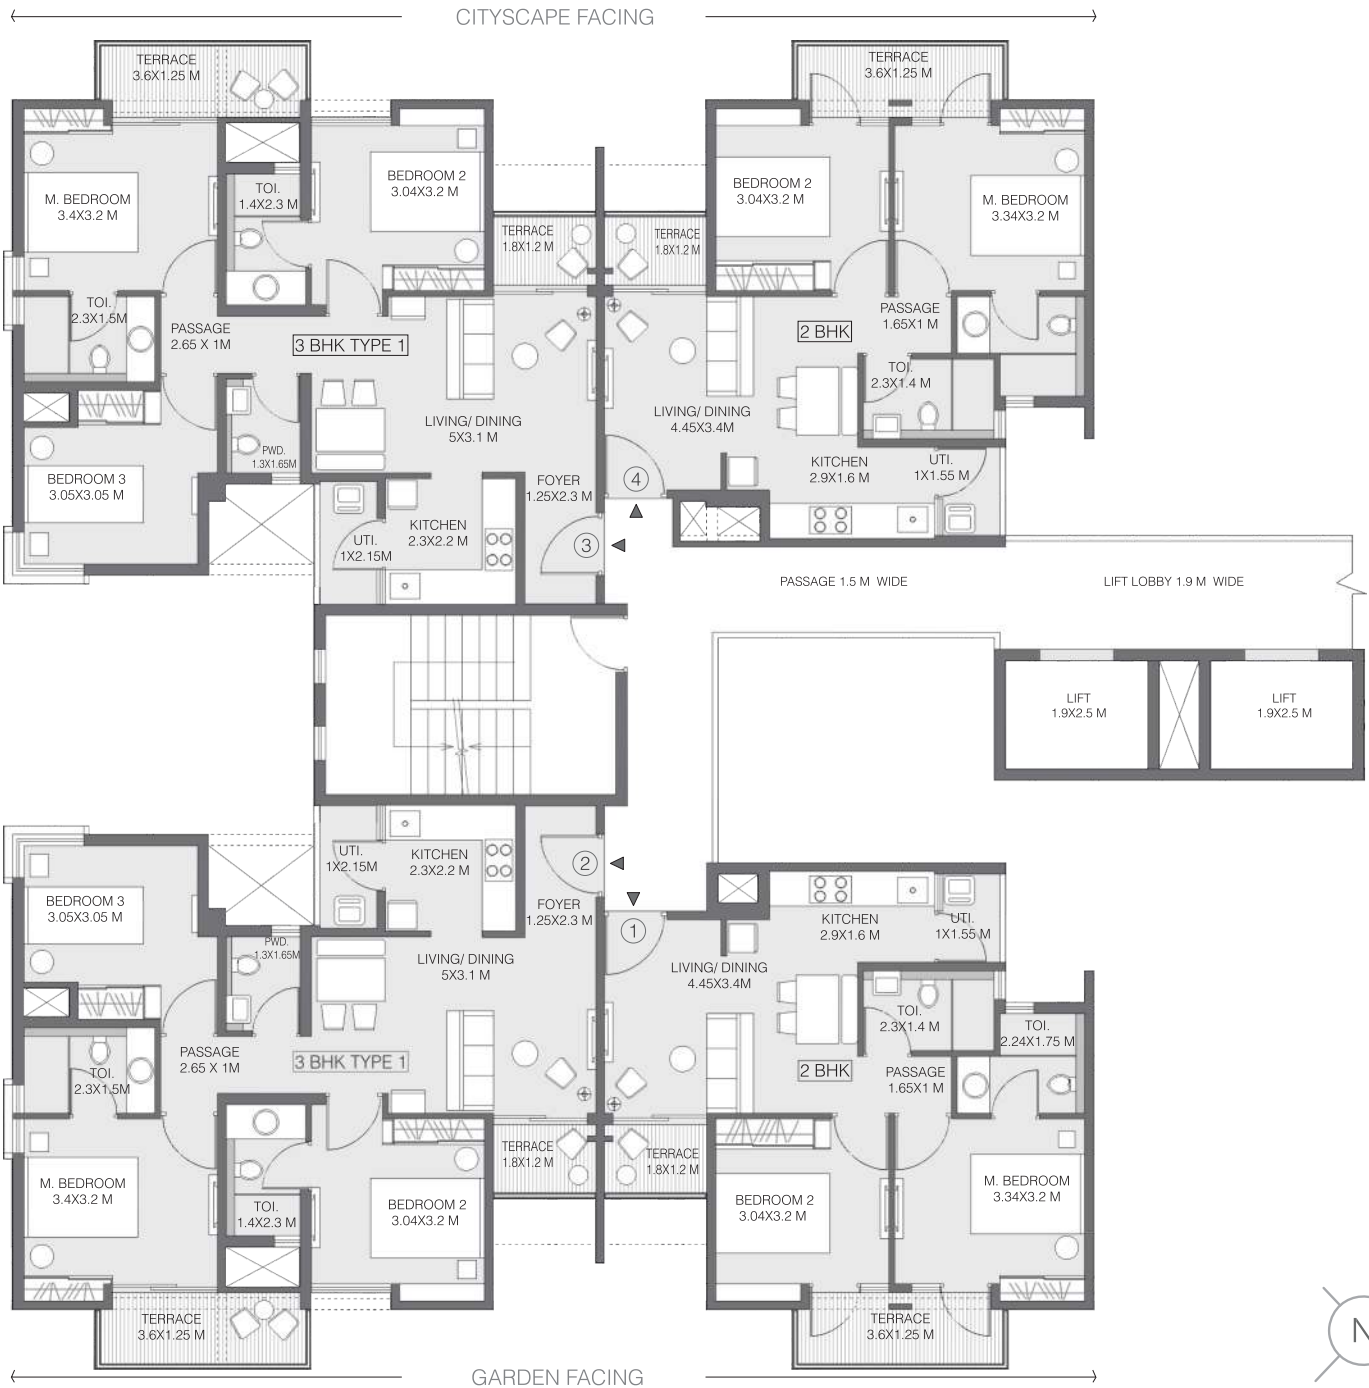 CITYSCAPE FACING
TERRACE
3.6X1.25 M
TERRACE
3.6X1.25 M
M. BEDROOM
3.4X3.2 M
TOI.
1.4X2.3 M
BEDROOM 2
3.04X3.2 M
TERRACE
1.8X1.2 M
TERRACE
1.8X1.2 M
BEDROOM 2
3.04X3.2 M
M. BEDROOM
3.34X3.2 M
TOI.
2.3X1.5M
PASSAGE
2.65 X 1M
3 BHK TYPE 1
2 BHK
PASSAGE
1.65X1 M
TOI.
2.3X1.4 M
LIVING/ DINING
5X3.1 M
LIVING/ DINING
4.45X3.4M
PWD.
1.3X1.65M
BEDROOM 3
3.05X3.05 M
FOYER
1.25X2.3 M
4
KITCHEN
2.9X1.6 M
UTI.
1X1.55 M
UTI.
1X2.15M
KITCHEN
2.3X2.2 M
3
PASSAGE 1.5 M WIDE
LIFT LOBBY 1.9 M WIDE
LIFT
1.9X2.5 M
LIFT
1.9X2.5 M
UTI.
1X2.15M
KITCHEN
2.3X2.2 M
2
BEDROOM 3
3.05X3.05 M
FOYER
1.25X2.3 M
1
KITCHEN
2.9X1.6 M
UTI.
1X1.55 M
PWD.
1.3X1.65M
LIVING/ DINING
5X3.1 M
LIVING/ DINING
4.45X3.4M
TOI.
2.3X1.4 M
TOI.
2.24X1.75 M
PASSAGE
2.65 X 1M
3 BHK TYPE 1
2 BHK
PASSAGE
1.65X1 M
TOI.
2.3X1.5M
TERRACE
1.8X1.2 M
TERRACE
1.8X1.2 M
M. BEDROOM
3.4X3.2 M
TOI.
1.4X2.3 M
BEDROOM 2
3.04X3.2 M
BEDROOM 2
3.04X3.2 M
M. BEDROOM
3.34X3.2 M
TERRACE
3.6X1.25 M
TERRACE
3.6X1.25 M
N
GARDEN FACING